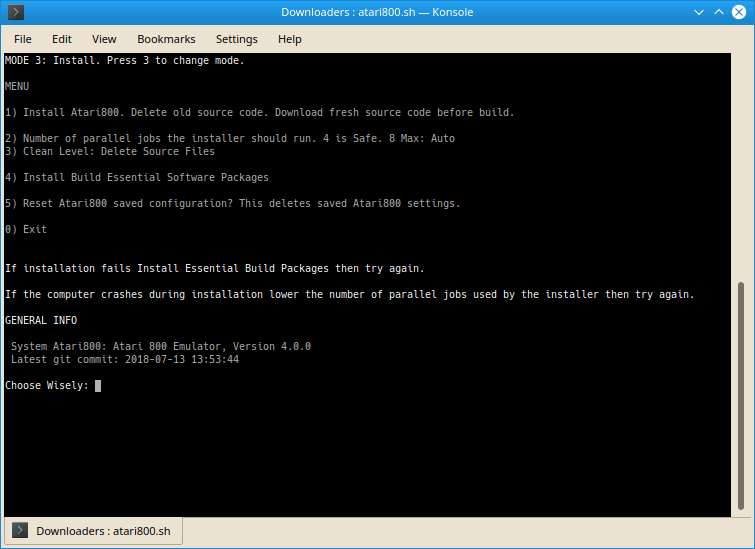 Downloaders : atari800.sh — Konsole
File Edit View Bookmarks Settings Help
MODE 3: Install. Press 3 to change mode.
MENU
1) Install Atari800. Delete old source code. Download fresh source code before build.
2) Number of parallel jobs the installer should run. 4 is Safe. 8 Max: Auto
3) Clean Level: Delete Source Files
4) Install Build Essential Software Packages
5) Reset Atari800 saved configuration? This deletes saved Atari800 settings.
0) Exit
If installation fails Install Essential Build Packages then try again.
If the computer crashes during installation lower the number of parallel jobs used by the installer then try again.
GENERAL INFO
System Atari800: Atari 800 Emulator, Version 4.0.0
Latest git commit: 2018-07-13 13:53:44
Choose Wisely:
Downloaders : atari800.sh